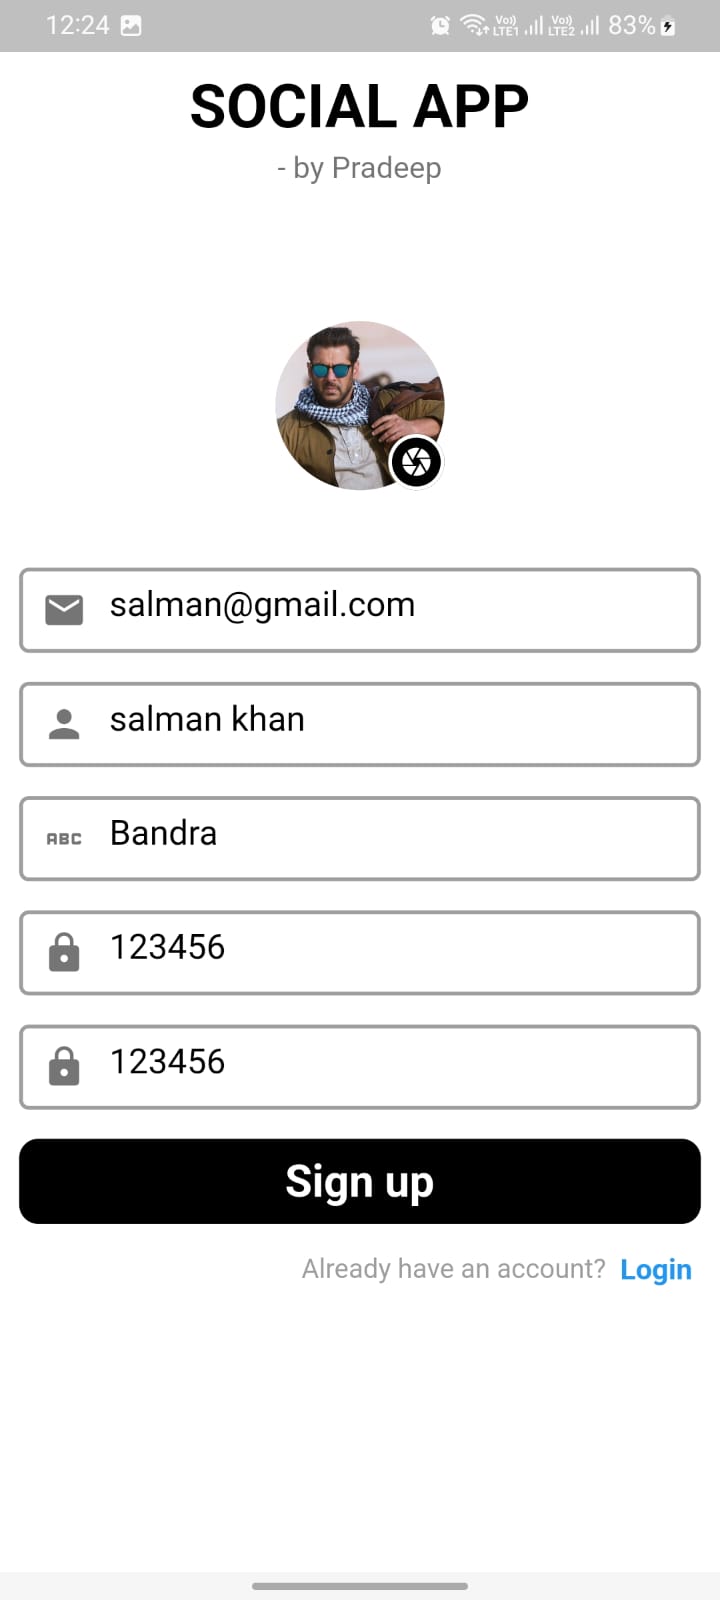 12:24 Vo)) LTE1 Vo)) LTE2 83%
SOCIAL APP
- by Pradeep
salman@gmail.com
salman khan
ABC Bandra
123456
123456
Sign up
Already have an account? Login